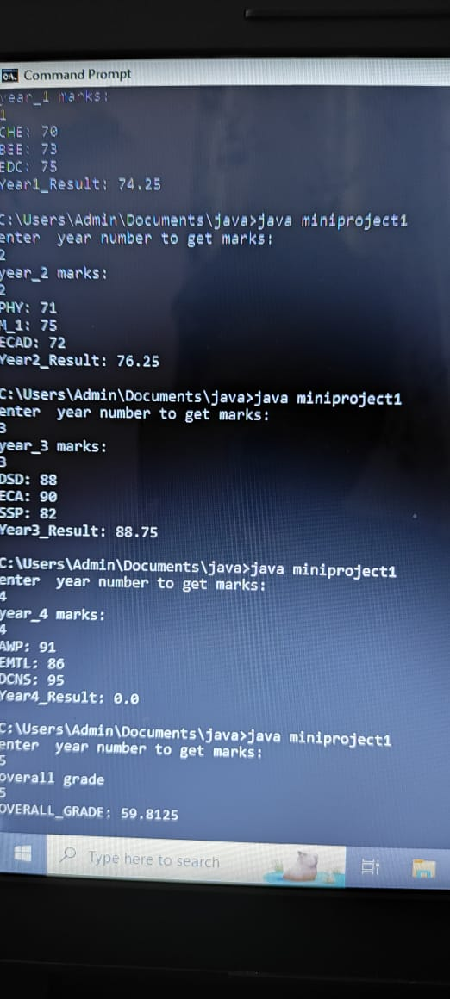 Command Prompt
year_1 marks:
1
CHE: 70
BEE: 73
EDC: 75
Year1_Result: 74.25
C:\Users\Admin\Documents\java>java miniproject1
enter  year number to get marks:
2
year_2 marks:
2
PHY: 71
M_1: 75
ECAD: 72
Year2_Result: 76.25
C:\Users\Admin\Documents\java>java miniproject1
enter  year number to get marks:
3
year_3 marks:
3
DSD: 88
ECA: 90
SSP: 82
Year3_Result: 88.75
C:\Users\Admin\Documents\java>java miniproject1
enter  year number to get marks:
4
year_4 marks:
4
AWP: 91
EMTL: 86
DCNS: 95
Year4_Result: 0.0
C:\Users\Admin\Documents\java>java miniproject1
enter  year number to get marks:
5
overall grade
5
OVERALL_GRADE: 59.8125
Type here to search